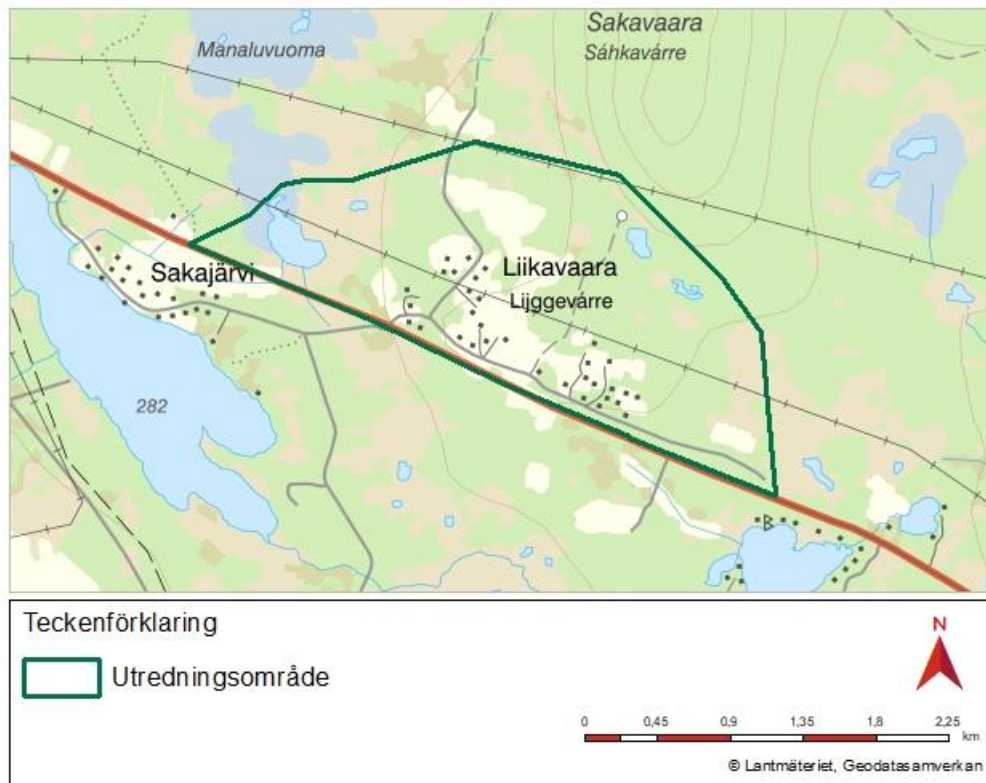 Sakavaara
Sáhkavárre
Manaluvuoma
Sakajärvi
Liikavaara
Lijggevárre
282
Teckenförklaring
Utredningsområde
N
0 0,45 0,9 1,35 1,8 2,25
km
© Lantmäteriet, Geodatasamverkan